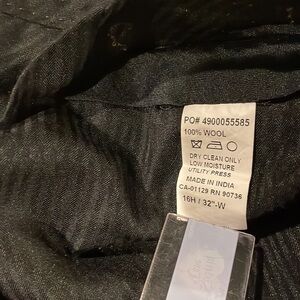 PO# 4900055585
100% WOOL
DRY CLEAN ONLY
LOW MOISTURE
UTILITY PRESS
MADE IN INDIA
CA-01129 RN 90736
16H / 32"-W